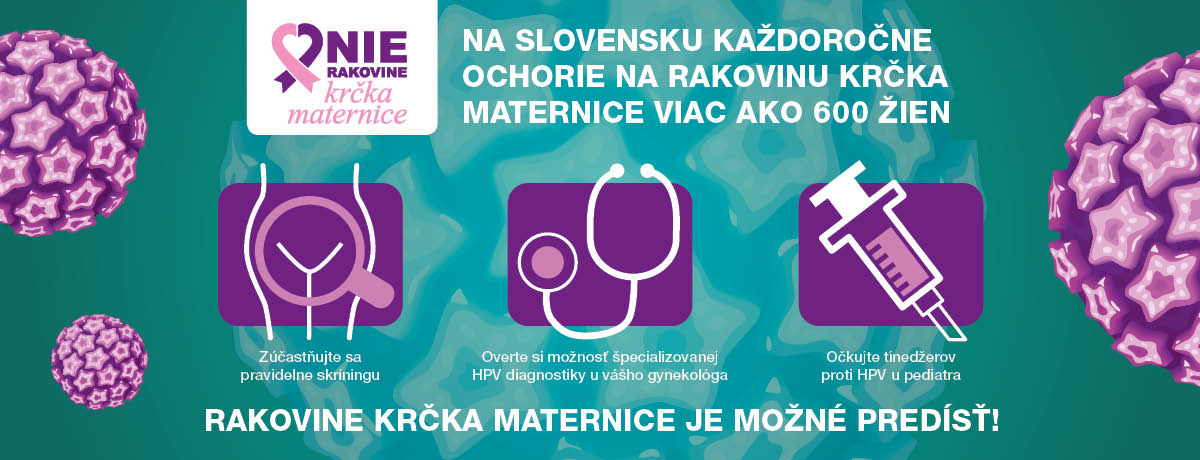 NIE
RAKOVINE
krčka
maternice
NA SLOVENSKU KAŽDOROČNE
OCHORIE NA RAKOVINU KRČKA
MATERNICE VIAC AKO 600 ŽIEN
Zúčastňujte sa
pravidelne skríningu
Overte si možnosť špecializovanej
HPV diagnostiky u vášho gynekológa
Očkujte tinedžerov
proti HPV u pediatra
RAKOVINE KRČKA MATERNICE JE MOŽNÉ PREDÍSŤ!